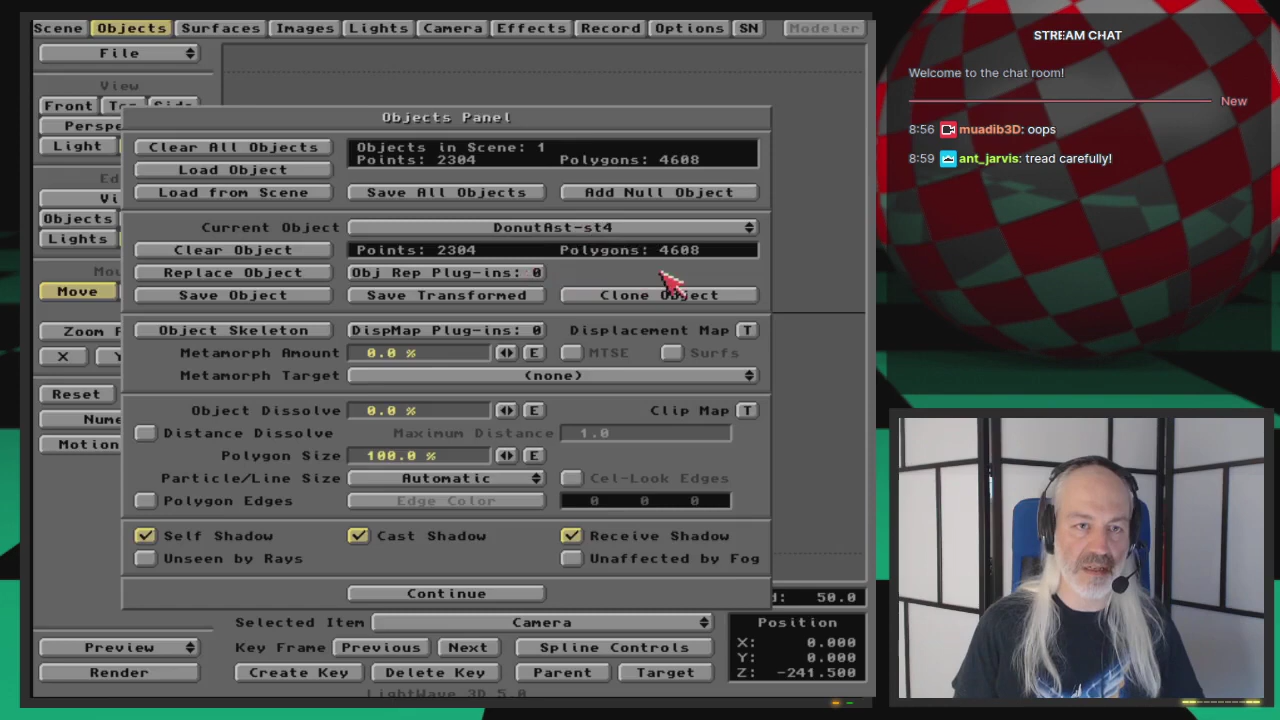 Scene Objects Surfaces Images Lights Camera Effects Record Options SN Modeler
File
View
Front
Light
Objects
Lights
Move
X
Reset
Motion
Preview
Render
Objects Panel
Clear All Objects
Objects in Scene: 1
Points: 2304 Polygons: 4608
Load Object
Load from Scene Save All Objects Add Null Object
Current Object DonutAst-st4
Clear Object Points: 2304 Polygons: 4608
Replace Object Obj Rep Plug-ins: 0
Save Object Save Transformed Clone Object
Object Skeleton DispMap Plug-ins: 0 Displacement Map T
Metamorph Amount 0.0 % E MTSE Surfs
Metamorph Target (none)
Object Dissolve 0.0 % E Clip Map T
Distance Dissolve Maximum Distance 1.0
Polygon Size 100.0 % E
Particle/Line Size Automatic Cel-Look Edges
Polygon Edges Edge Color 0 0 0
Self Shadow Cast Shadow Receive Shadow
Unseen by Rays Unaffected by Fog
Continue
50.0
Selected Item Camera
Key Frame Previous Next Spline Controls
Create Key Delete Key Parent Target
Position
X: 0.000
Y: 0.000
Z: -241.500
LightWave 3D 5.0
STREAM CHAT
Welcome to the chat room!
New
8:56 muadib3D: oops
8:59 ant_jarvis: tread carefully!